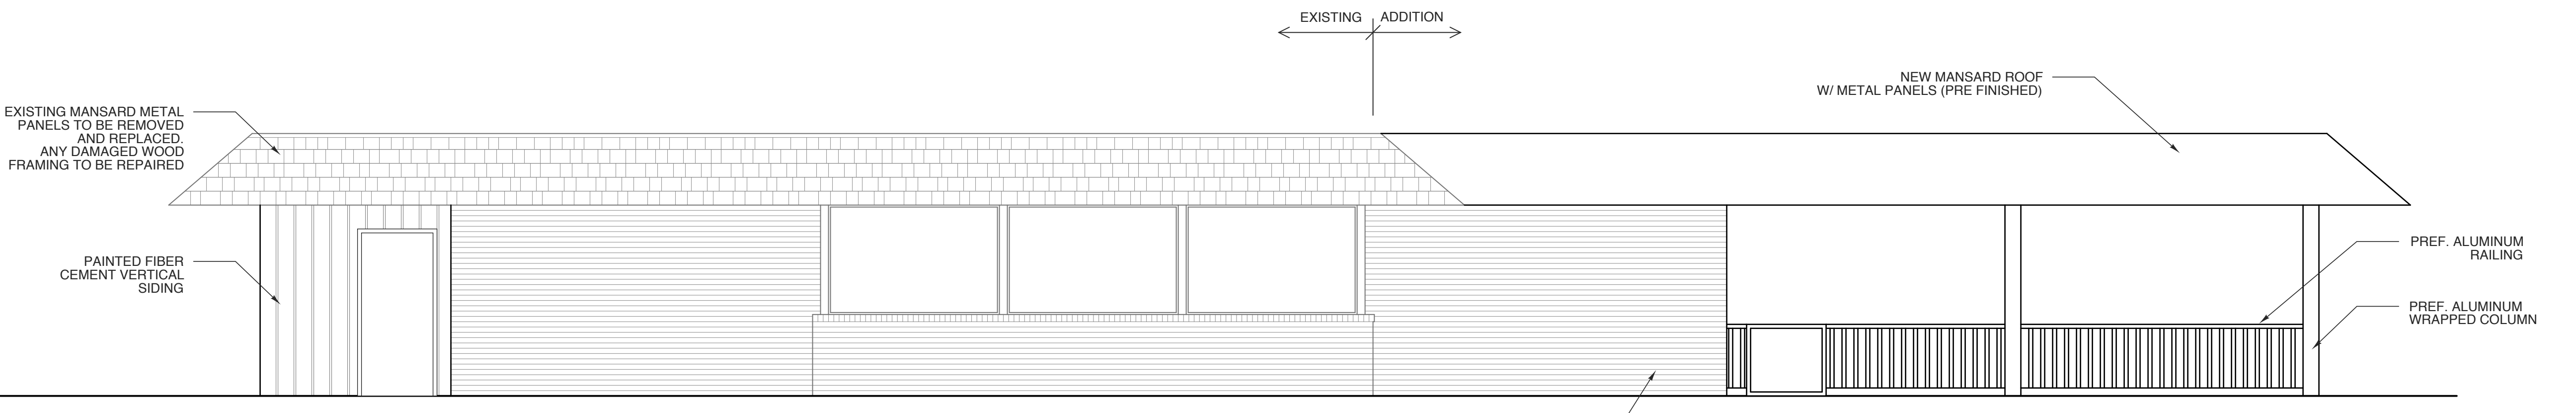 EXISTING ADDITION
NEW MANSARD ROOF
W/ METAL PANELS (PRE FINISHED)
EXISTING MANSARD METAL
PANELS TO BE REMOVED
AND REPLACED.
ANY DAMAGED WOOD
FRAMING TO BE REPAIRED
PAINTED FIBER
CEMENT VERTICAL
SIDING
PREF. ALUMINUM
RAILING
PREF. ALUMINUM
WRAPPED COLUMN